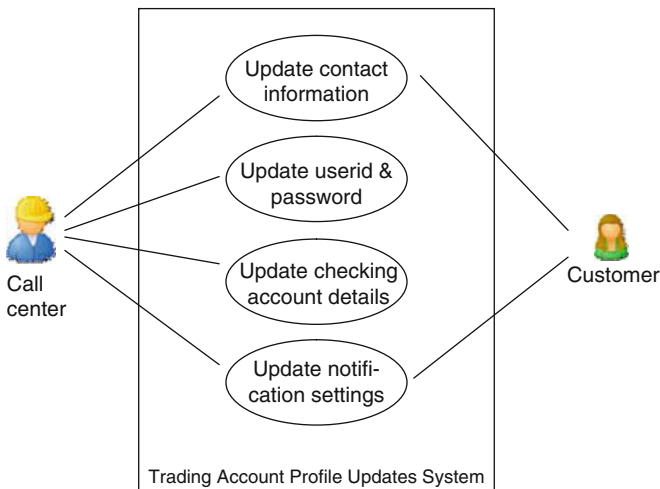 Update contact
information
Update userid &
password
Update checking
account details
Update notifi-
cation settings
Call
center
Customer
Trading Account Profile Updates System